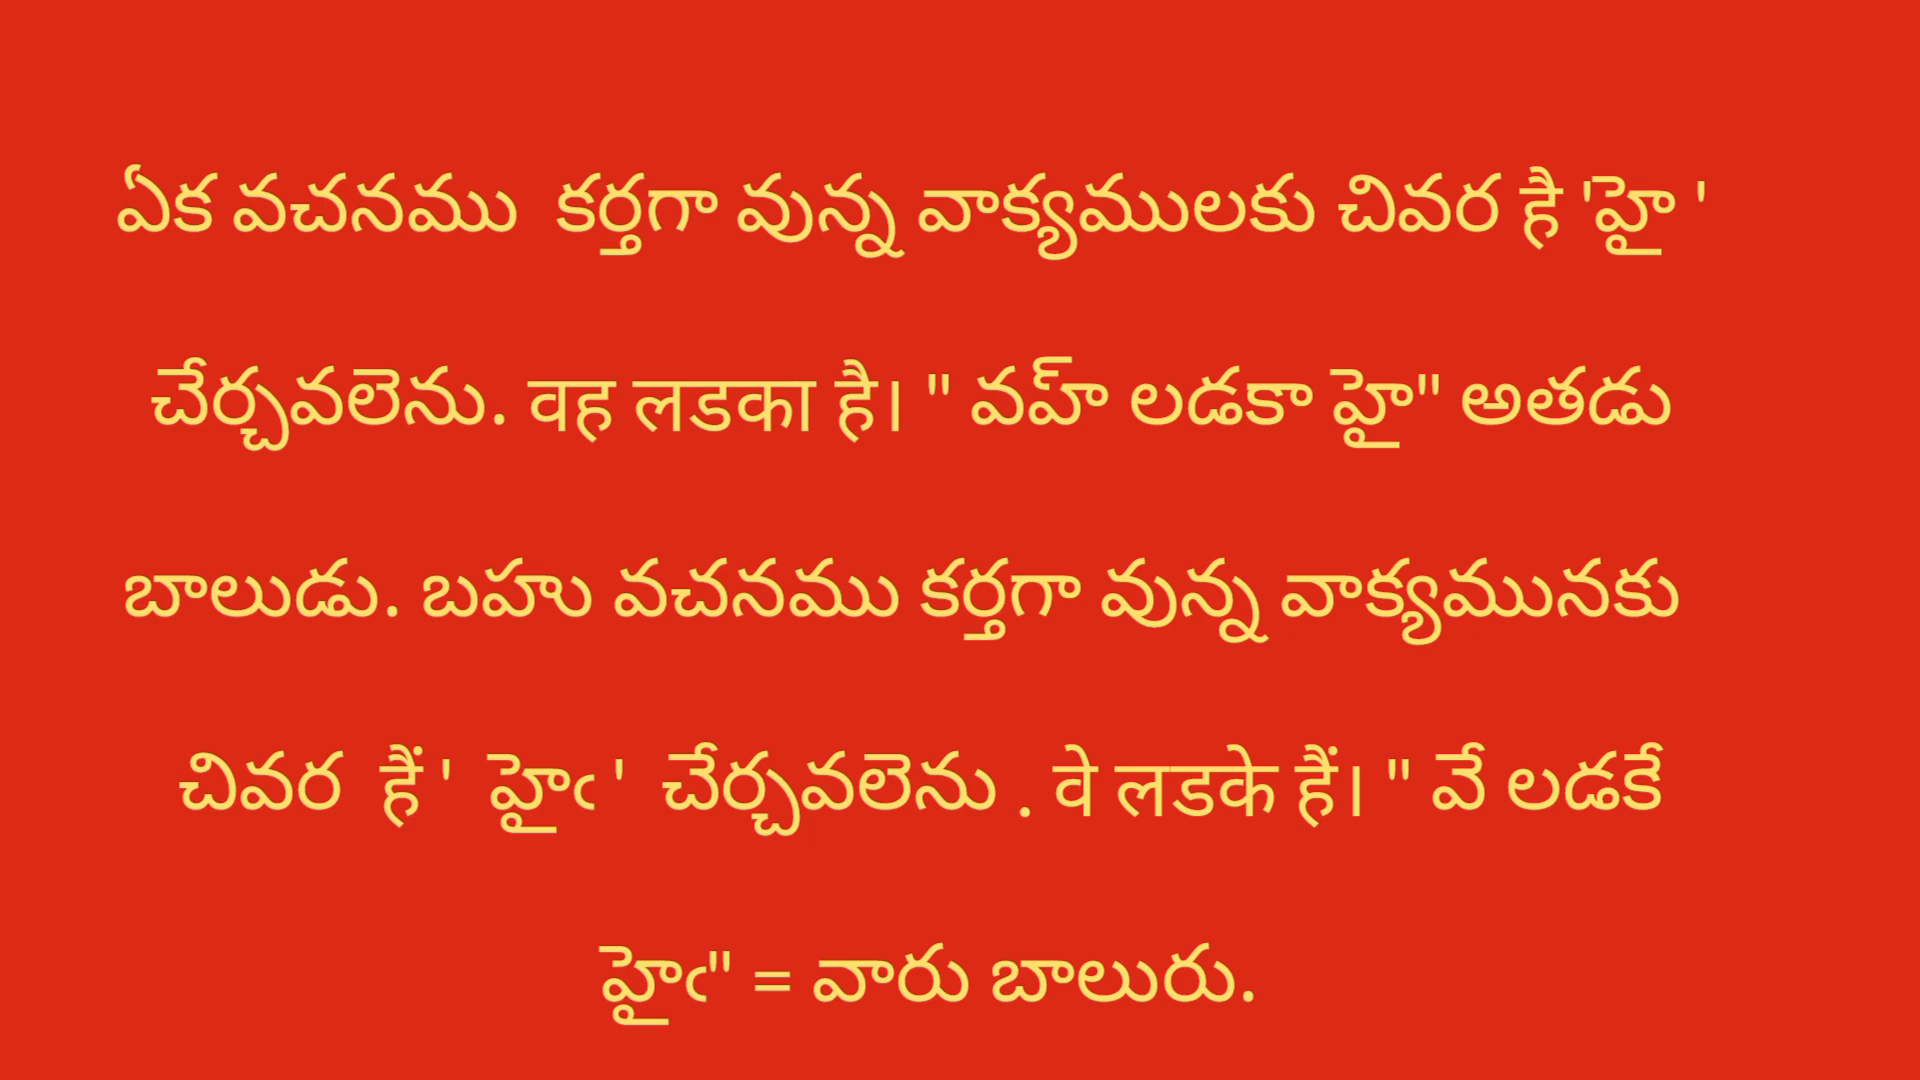 ఏక వచనము కర్తగా వున్న వాక్యములకు చివర है 'హై '
చేర్చవలెను. वह लडका है। " వహ్ లడకా హై" అతడు
బాలుడు. బహు వచనము కర్తగా వున్న వాక్యమునకు
చివర हैं ' హైఁ ' చేర్చవలెను . वे लडके हैं। " వే లడకే
హైఁ" = వారు బాలురు.